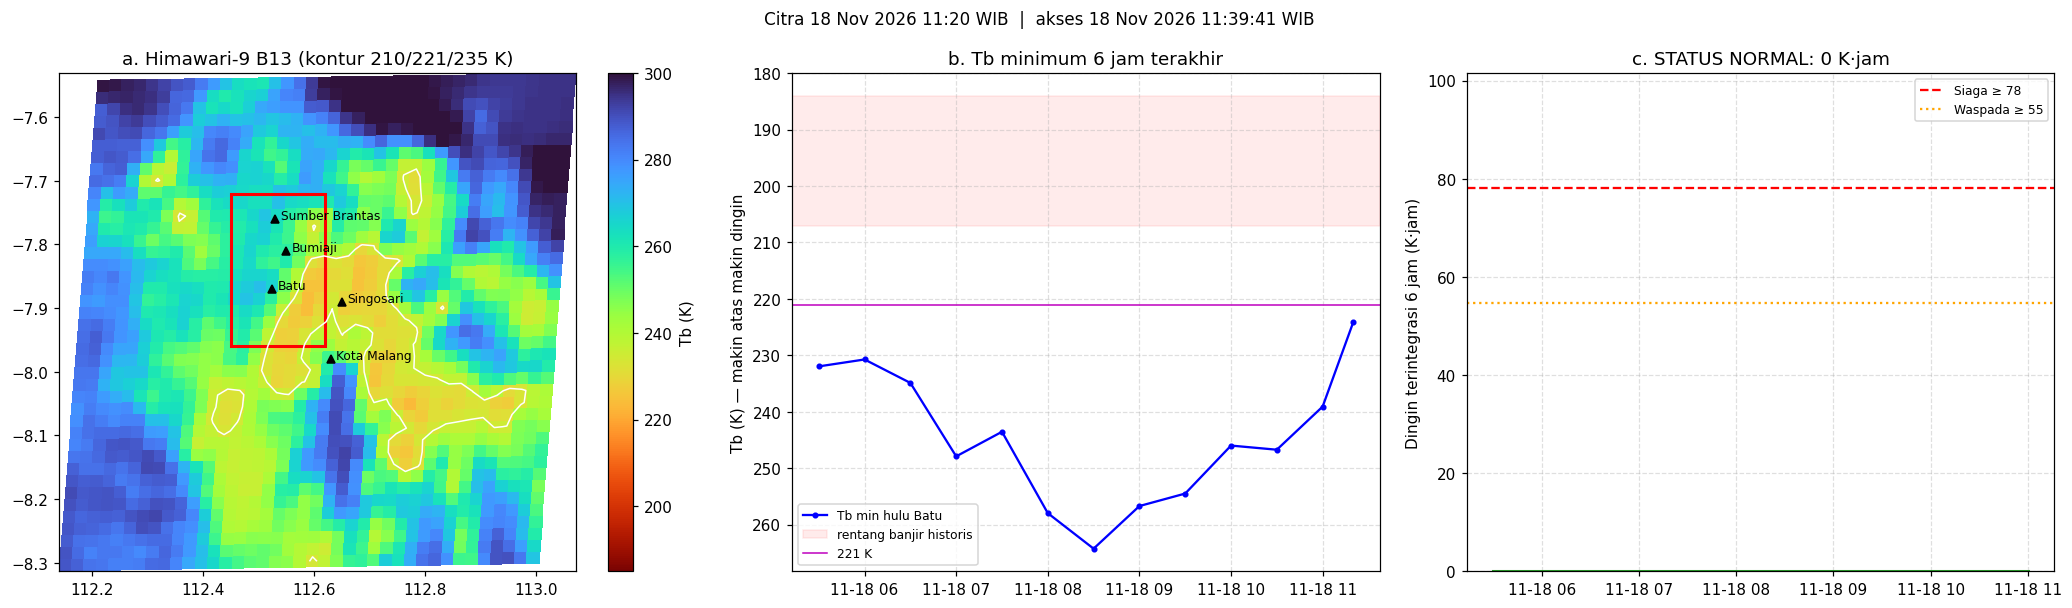 Citra 18 Nov 2026 11:20 WIB  |  akses 18 Nov 2026 11:39:41 WIB
a. Himawari-9 B13 (kontur 210/221/235 K)
−7.6
−7.7
−7.8
−7.9
−8.0
−8.1
−8.2
−8.3
112.2
112.4
112.6
112.8
113.0
Sumber Brantas
Bumiaji
Batu
Singosari
Kota Malang
300
280
260
240
220
200
Tb (K)
b. Tb minimum 6 jam terakhir
Tb (K) — makin atas makin dingin
180
190
200
210
220
230
240
250
260
Tb min hulu Batu
rentang banjir historis
221 K
11-18 06
11-18 07
11-18 08
11-18 09
11-18 10
11-18 11
c. STATUS NORMAL: 0 K·jam
Dingin terintegrasi 6 jam (K·jam)
100
80
60
40
20
0
Siaga ≥ 78
Waspada ≥ 55
11-18 06
11-18 07
11-18 08
11-18 09
11-18 10
11-18 11